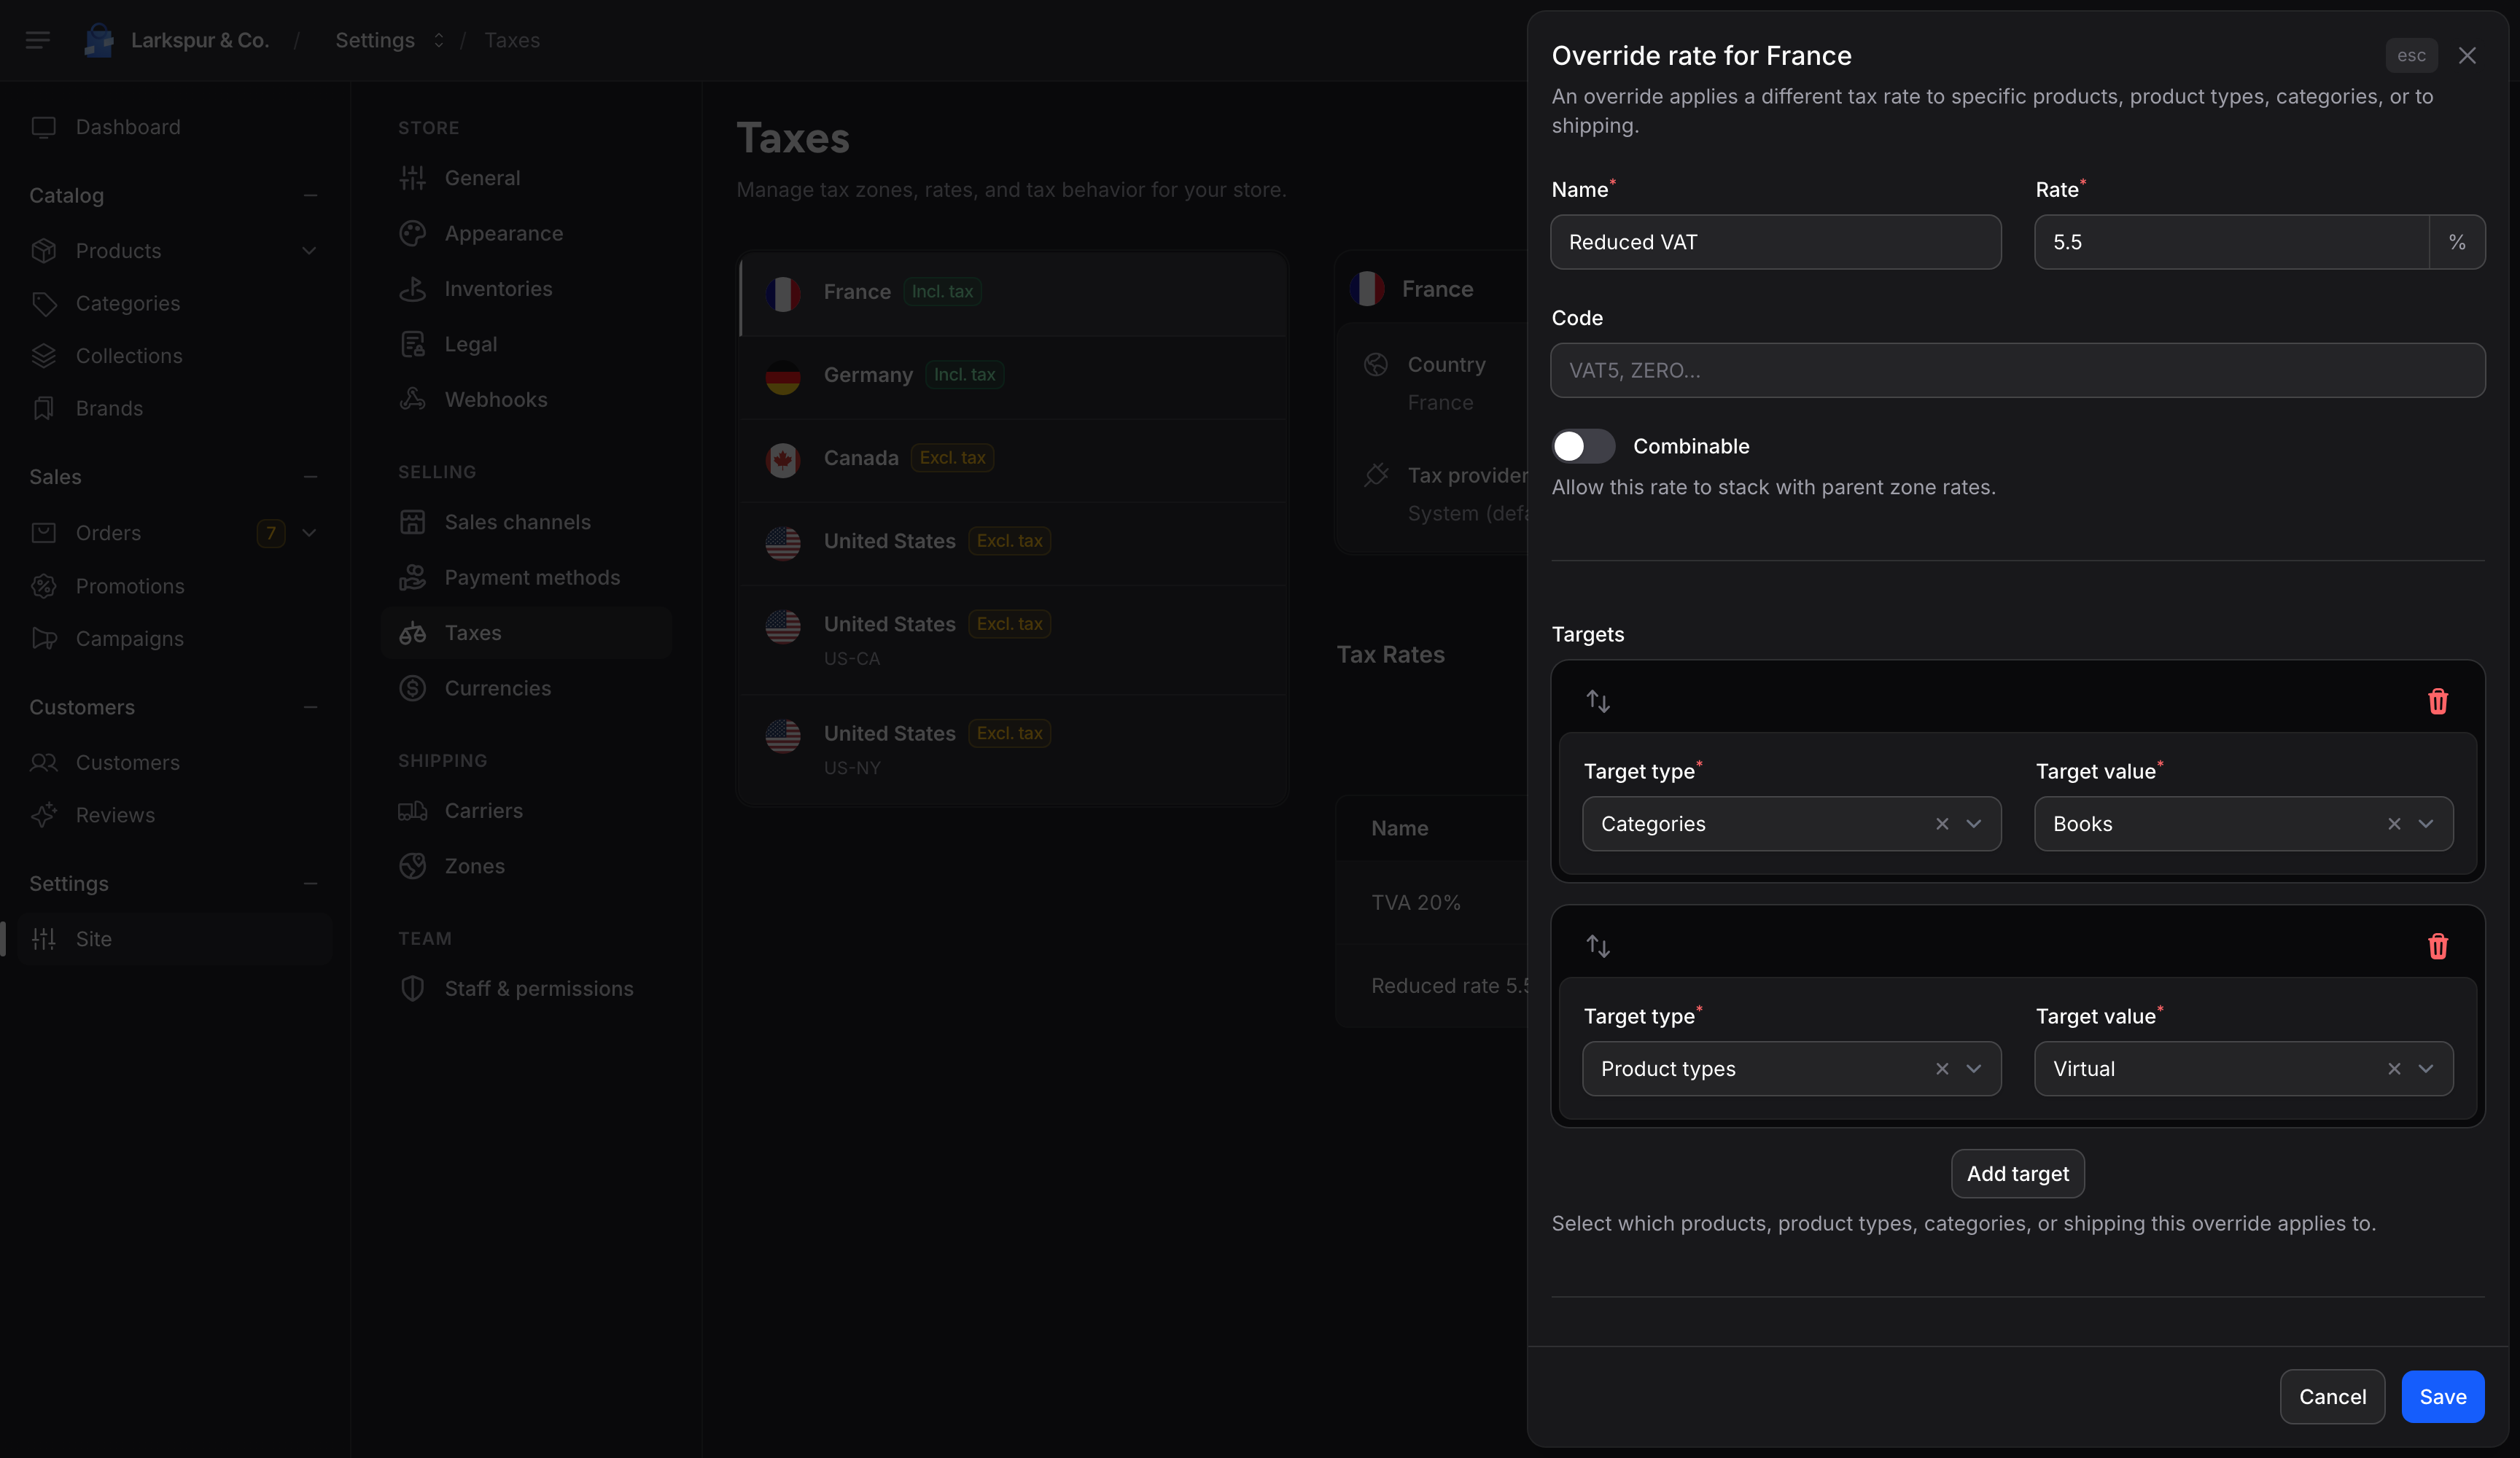 Larkspur & Co. / Settings / Taxes
Dashboard
Catalog
Products
Categories
Collections
Brands
Sales
Orders 7
Promotions
Campaigns
Customers
Customers
Reviews
Settings
Site
STORE
General
Appearance
Inventories
Legal
Webhooks
SELLING
Sales channels
Payment methods
Taxes
Currencies
SHIPPING
Carriers
Zones
TEAM
Staff & permissions
Taxes
Manage tax zones, rates, and tax behavior for your store.
France Incl. tax
Germany Incl. tax
Canada Excl. tax
United States Excl. tax
United States Excl. tax
US-CA
United States Excl. tax
US-NY
France
Country
France
Tax provider
System (defa
Tax Rates
Name
TVA 20%
Reduced rate 5.5
Override rate for France
esc
An override applies a different tax rate to specific products, product types, categories, or to
shipping.
Name* Rate*
Reduced VAT 5.5 %
Code
VAT5, ZERO...
Combinable
Allow this rate to stack with parent zone rates.
Targets
Target type* Target value*
Categories Books
Target type* Target value*
Product types Virtual
Add target
Select which products, product types, categories, or shipping this override applies to.
Cancel Save